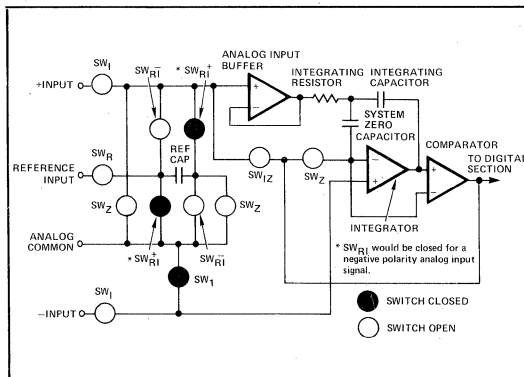 SW_I
+INPUT
SW_RI^-
* SW_RI^+
ANALOG INPUT
BUFFER
INTEGRATING
RESISTOR
INTEGRATING
CAPACITOR
+
-
SYSTEM
ZERO
CAPACITOR
COMPARATOR
TO DIGITAL
SECTION
REFERENCE
INPUT
SW_R
REF
CAP
SW_IZ
SW_Z
-
+
+
-
INTEGRATOR
SW_Z
SW_Z
ANALOG
COMMON
* SW_RI^+
SW_RI^-
* SW_RI^- would be closed for a
negative polarity analog input
signal.
SW_1
SWITCH CLOSED
SWITCH OPEN
SW_I
-INPUT